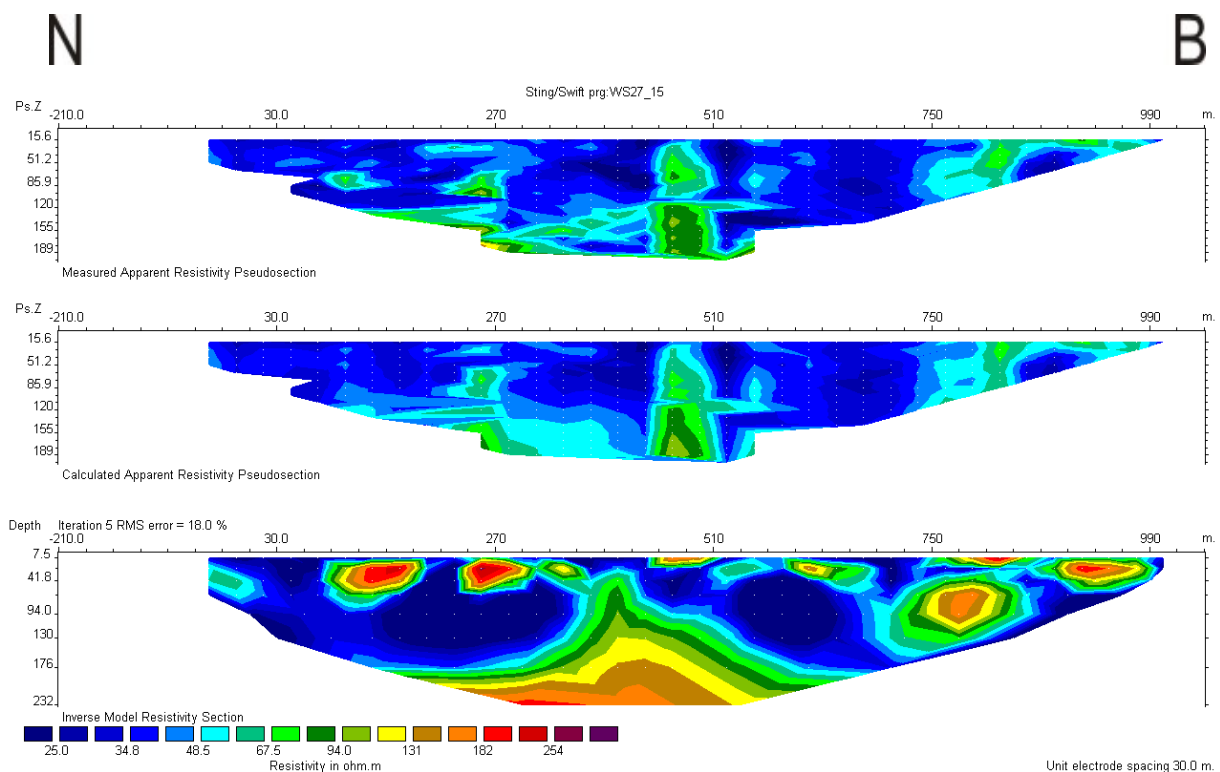 N B
Sting/Swift prg:WS27_15
Ps.Z
-210.0 30.0 270 510 750 990 m.
15.6
51.2
85.9
120
155
189
Measured Apparent Resistivity Pseudosection
Ps.Z
-210.0 30.0 270 510 750 990 m.
15.6
51.2
85.9
120
155
189
Calculated Apparent Resistivity Pseudosection
Depth Iteration 5 RMS error = 18.0 %
-210.0 30.0 270 510 750 990 m.
7.5
41.8
94.0
130
176
232
Inverse Model Resistivity Section
25.0 34.8 48.5 67.5 94.0 131 182 254
Resistivity in ohm.m Unit electrode spacing 30.0 m.